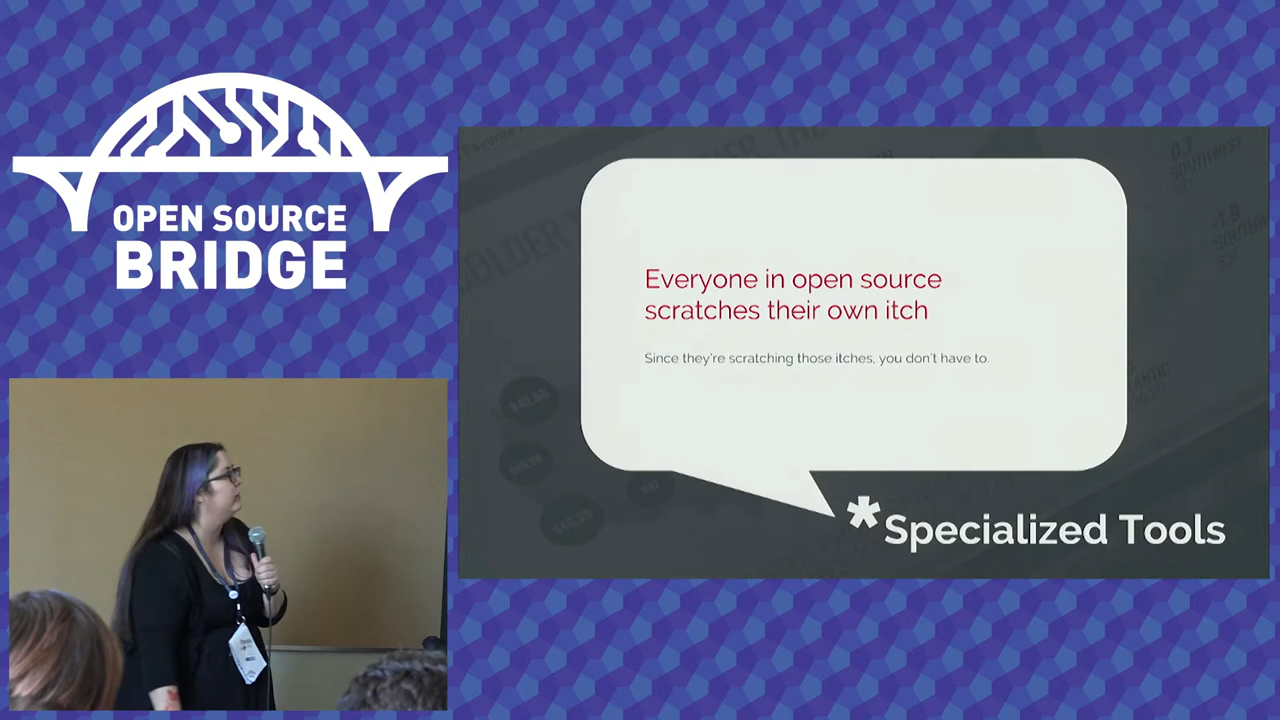 OPEN SOURCE
BRIDGE
Everyone in open source
scratches their own itch
Since they're scratching those itches, you don't have to.
*Specialized Tools